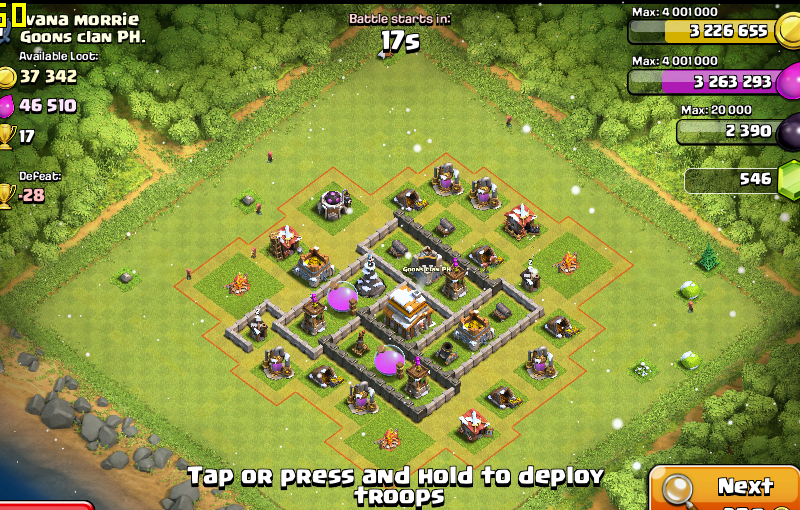 vana morrie
Goons clan PH.
Available Loot:
37 342
46 510
17
Defeat:
-28
Battle starts in:
17s
Max: 4 001 000
3 226 655
Max: 4 001 000
3 263 293
Max: 20 000
2 390
546
Goons clan PH.
Tap or press and hold to deploy
troops
Next